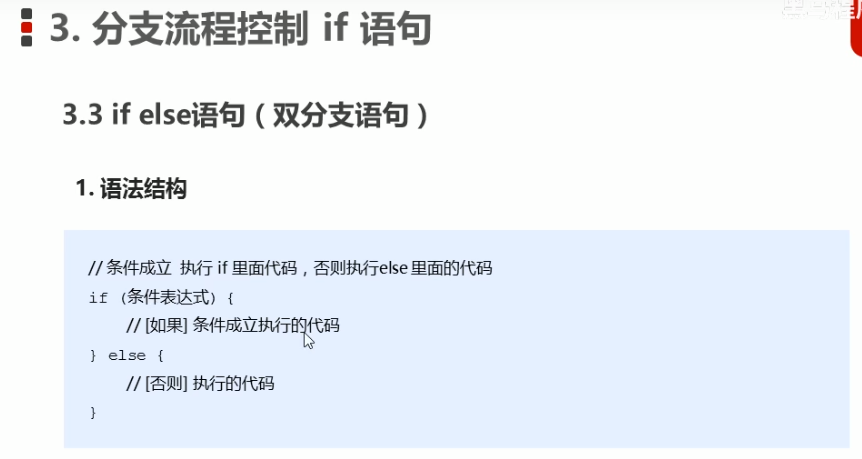 3. 分支流程控制 if 语句
3.3 if else语句（双分支语句）
1. 语法结构
// 条件成立 执行 if 里面代码，否则执行else 里面的代码
if （条件表达式）{
// [如果] 条件成立执行的代码
} else {
// [否则] 执行的代码
}